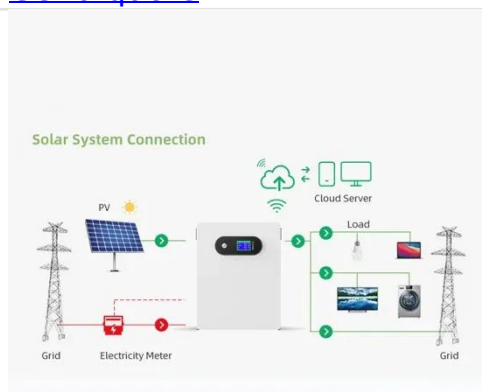 Solar System Connection
Cloud Server
PV
Load
Grid
Electricity Meter
Grid